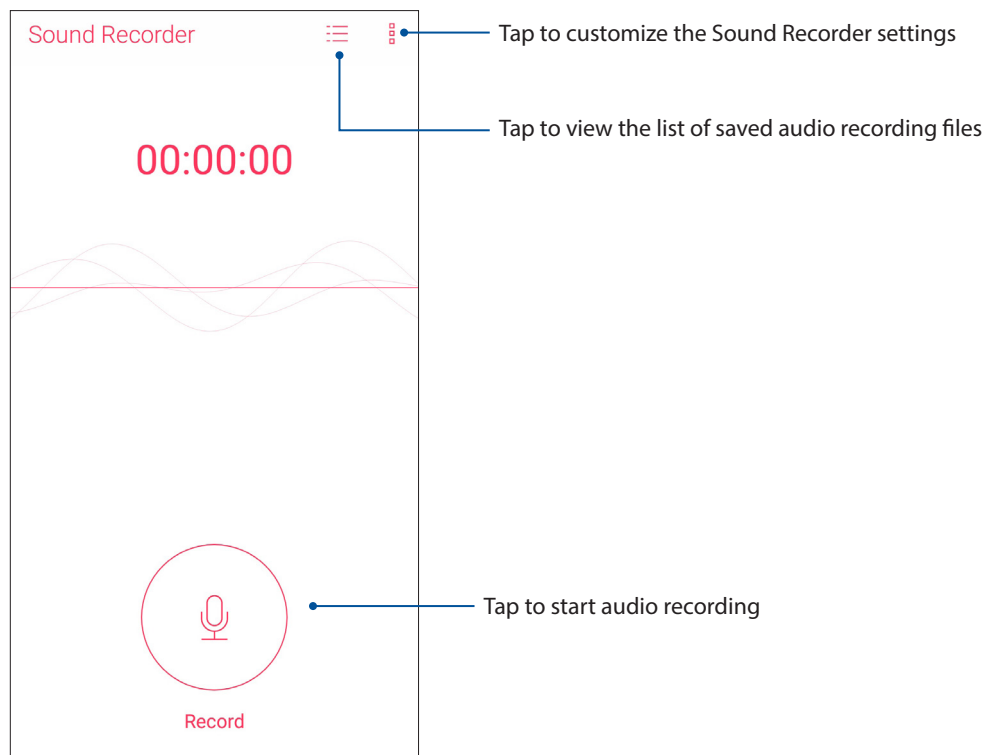 Sound Recorder
Tap to customize the Sound Recorder settings
Tap to view the list of saved audio recording files
00:00:00
Tap to start audio recording
Record